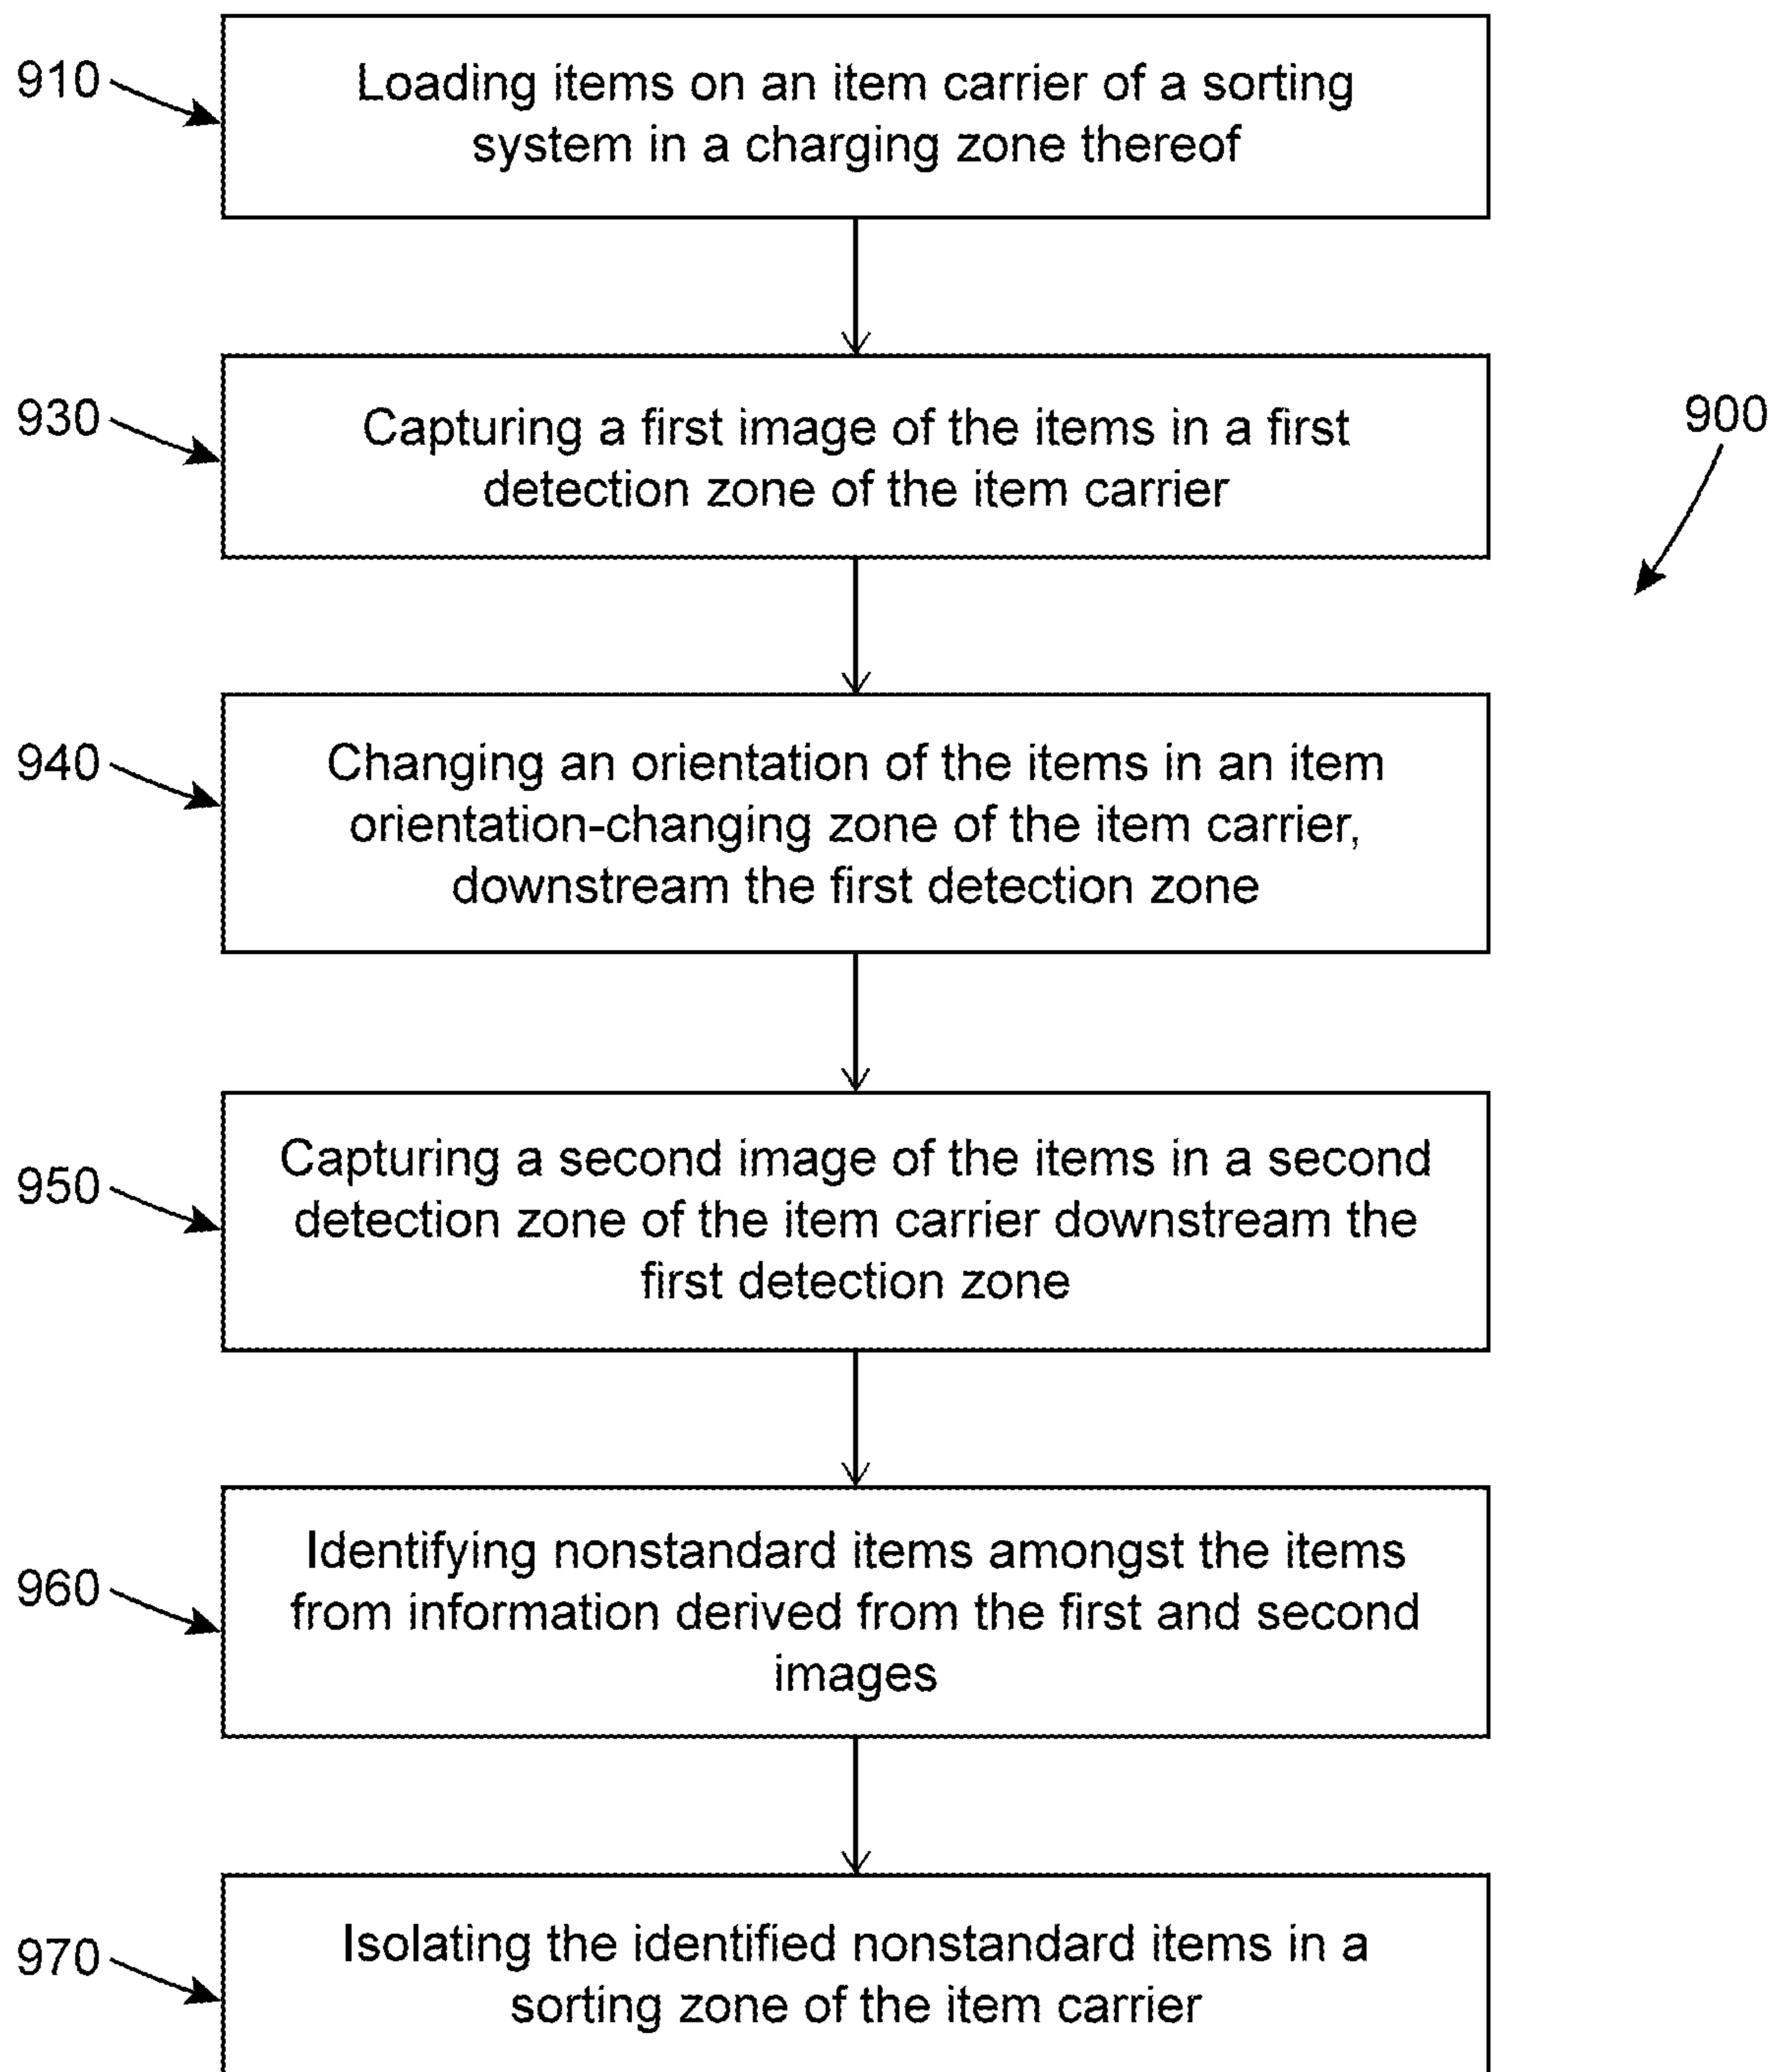 910
Loading items on an item carrier of a sorting
system in a charging zone thereof
930
Capturing a first image of the items in a first
detection zone of the item carrier
900
940
Changing an orientation of the items in an item
orientation-changing zone of the item carrier,
downstream the first detection zone
950
Capturing a second image of the items in a second
detection zone of the item carrier downstream the
first detection zone
960
Identifying nonstandard items amongst the items
from information derived from the first and second
images
970
Isolating the identified nonstandard items in a
sorting zone of the item carrier